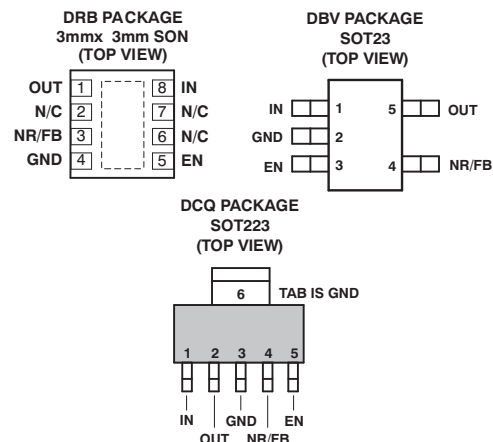 DRB PACKAGE
3mmx 3mm SON
(TOP VIEW)
OUT 1 8 IN
N/C 2 7 N/C
NR/FB 3 6 N/C
GND 4 5 EN
DBV PACKAGE
SOT23
(TOP VIEW)
IN 1 5 OUT
GND 2
EN 3 4 NR/FB
DCQ PACKAGE
SOT223
(TOP VIEW)
6 TAB IS GND
1 2 3 4 5
IN GND EN
OUT NR/FB